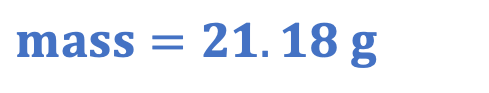 mass = 21.18 g